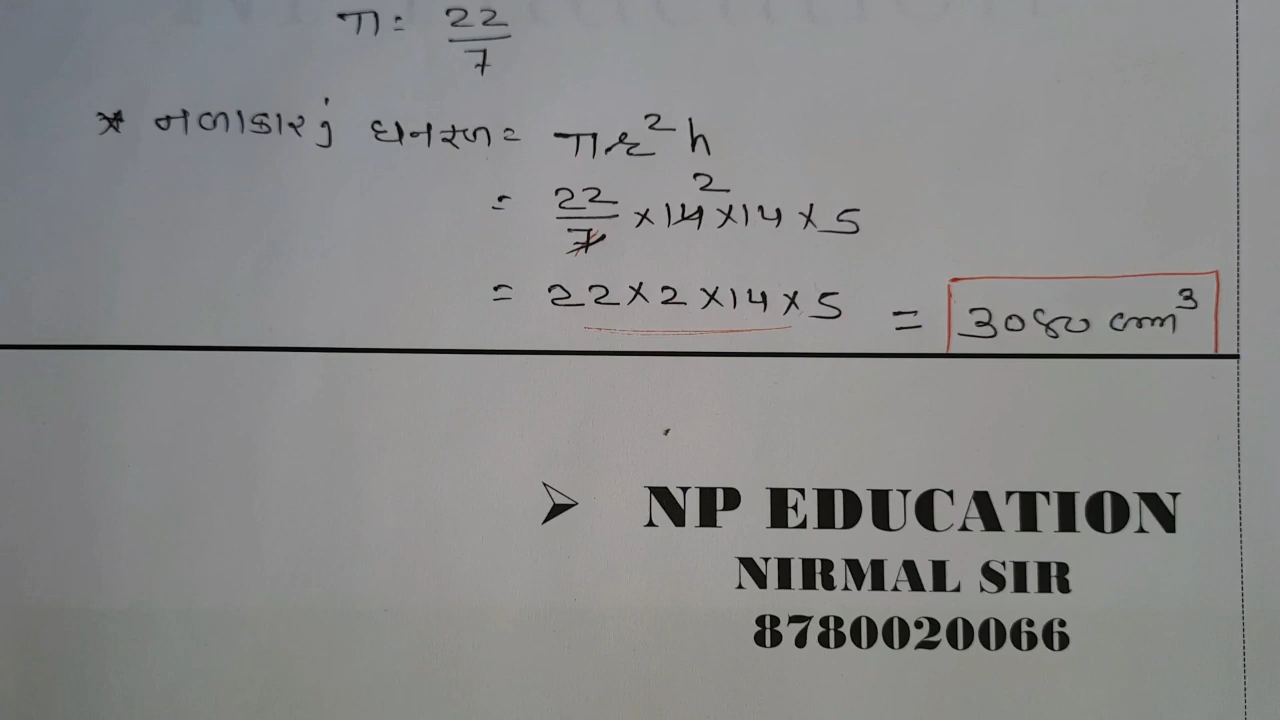 π = 22/7
* નળાકારનું ઘનફળ = πr²h
= 22/7 × 14 × 14 × 5 2
= 22 × 2 × 14 × 5 = 3080 cm³
➢ NP EDUCATION
NIRMAL SIR
8780020066